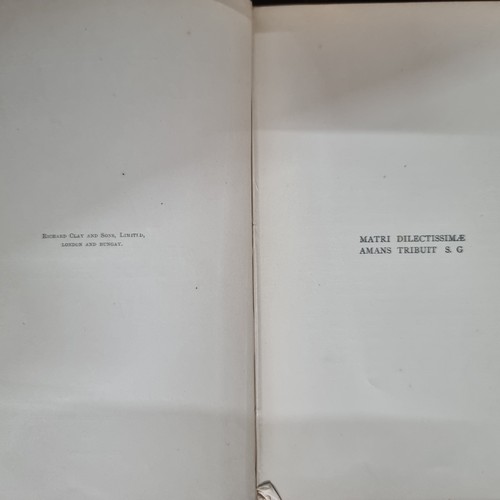 RICHARD CLAY AND SONS, LIMITED,
LONDON AND BUNGAY.
MATRI DILECTISSIMÆ
AMANS TRIBUIT S. G